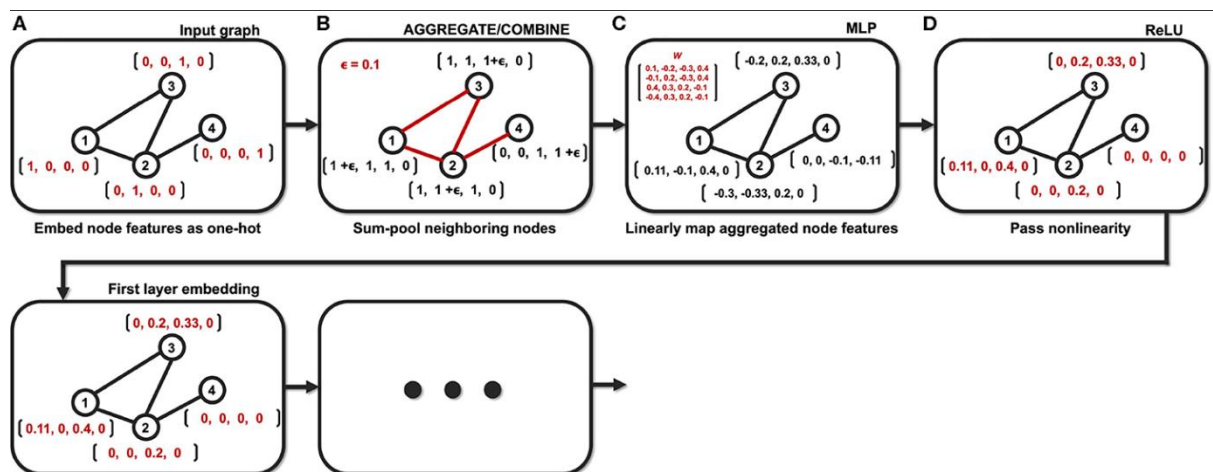 A
Input graph
[ 0, 0, 1, 0 ]
3
1
4
2
[ 1, 0, 0, 0 ]
[ 0, 0, 0, 1 ]
[ 0, 1, 0, 0 ]
Embed node features as one-hot
B
AGGREGATE/COMBINE
ϵ = 0.1
[ 1, 1, 1+ϵ, 0 ]
3
1
4
2
[ 1 +ϵ, 1, 1, 0 ]
[ 0, 0, 1, 1 +ϵ ]
[ 1, 1+ϵ, 1, 0 ]
Sum-pool neighboring nodes
C
MLP
W
0.1, -0.2, -0.3, 0.4
-0.1, 0.2, -0.3, 0.4
0.4, 0.3, 0.2, -0.1
-0.4, 0.3, 0.2, -0.1
[ -0.2, 0.2, 0.33, 0 ]
3
1
4
2
[ 0.11, -0.1, 0.4, 0 ]
[ 0, 0, -0.1, -0.11 ]
[ -0.3, -0.33, 0.2, 0 ]
Linearly map aggregated node features
D
ReLU
[ 0, 0.2, 0.33, 0 ]
3
1
4
2
[ 0.11, 0, 0.4, 0 ]
[ 0, 0, 0, 0 ]
[ 0, 0, 0.2, 0 ]
Pass nonlinearity
First layer embedding
[ 0, 0.2, 0.33, 0 ]
3
1
4
2
[ 0.11, 0, 0.4, 0 ]
[ 0, 0, 0, 0 ]
[ 0, 0, 0.2, 0 ]